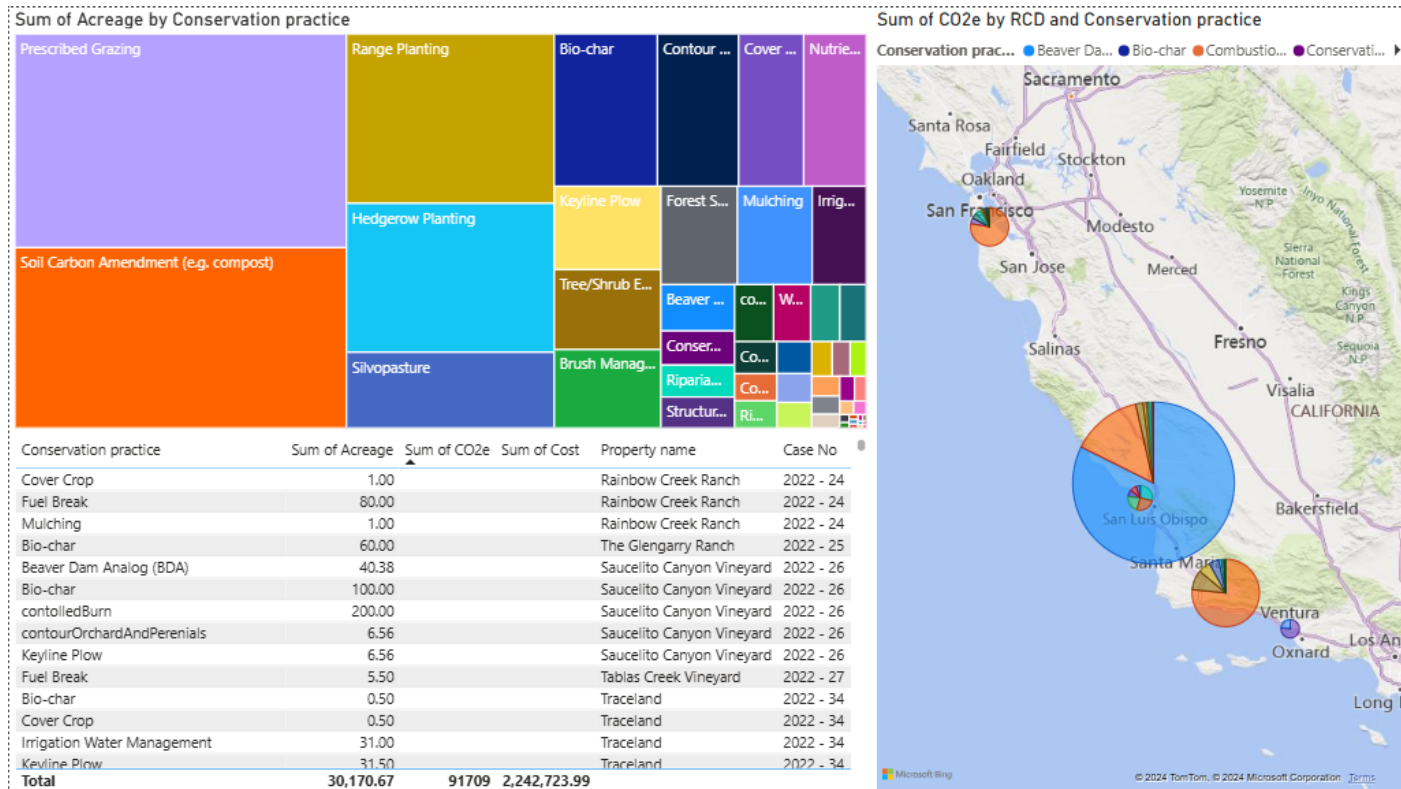 Sum of Acreage by Conservation practice
Prescribed Grazing
Range Planting
Bio-char
Contour ...
Cover ...
Nutrie...
Keyline Plow
Forest S...
Mulching
Irrig...
Hedgerow Planting
Soil Carbon Amendment (e.g. compost)
Tree/Shrub E...
Beaver ...
co...
W...
Conser...
Co...
Silvopasture
Brush Manag...
Riparia...
Co...
Structur...
Ri...
Conservation practice Sum of Acreage Sum of CO2e Sum of Cost Property name Case No
Cover Crop 1.00 Rainbow Creek Ranch 2022 - 24
Fuel Break 80.00 Rainbow Creek Ranch 2022 - 24
Mulching 1.00 Rainbow Creek Ranch 2022 - 24
Bio-char 60.00 The Glengarry Ranch 2022 - 25
Beaver Dam Analog (BDA) 40.38 Saucelito Canyon Vineyard 2022 - 26
Bio-char 100.00 Saucelito Canyon Vineyard 2022 - 26
contolledBurn 200.00 Saucelito Canyon Vineyard 2022 - 26
contourOrchardAndPerenials 6.56 Saucelito Canyon Vineyard 2022 - 26
Keyline Plow 6.56 Saucelito Canyon Vineyard 2022 - 26
Fuel Break 5.50 Tablas Creek Vineyard 2022 - 27
Bio-char 0.50 Traceland 2022 - 34
Cover Crop 0.50 Traceland 2022 - 34
Irrigation Water Management 31.00 Traceland 2022 - 34
Keyline Plow 31.50 Traceland 2022 - 34
Total 30,170.67 91709 2,242,723.99
Sum of CO2e by RCD and Conservation practice
Conservation prac... Beaver Da... Bio-char Combustio... Conservati...
Sacramento
Santa Rosa
Fairfield
Stockton
Oakland
Yosemite
N.P.
Inyo National Forest
San Francisco
Modesto
Sierra
National
Forest
San Jose
Merced
Kings
Canyon
N.P.
Salinas
Fresno
Sequoia
N.P.
Visalia
CALIFORNIA
San Luis Obispo
Bakersfield
Santa Maria
Ventura
Oxnard
Los An
Long
Microsoft Bing
© 2024 TomTom, © 2024 Microsoft Corporation Terms